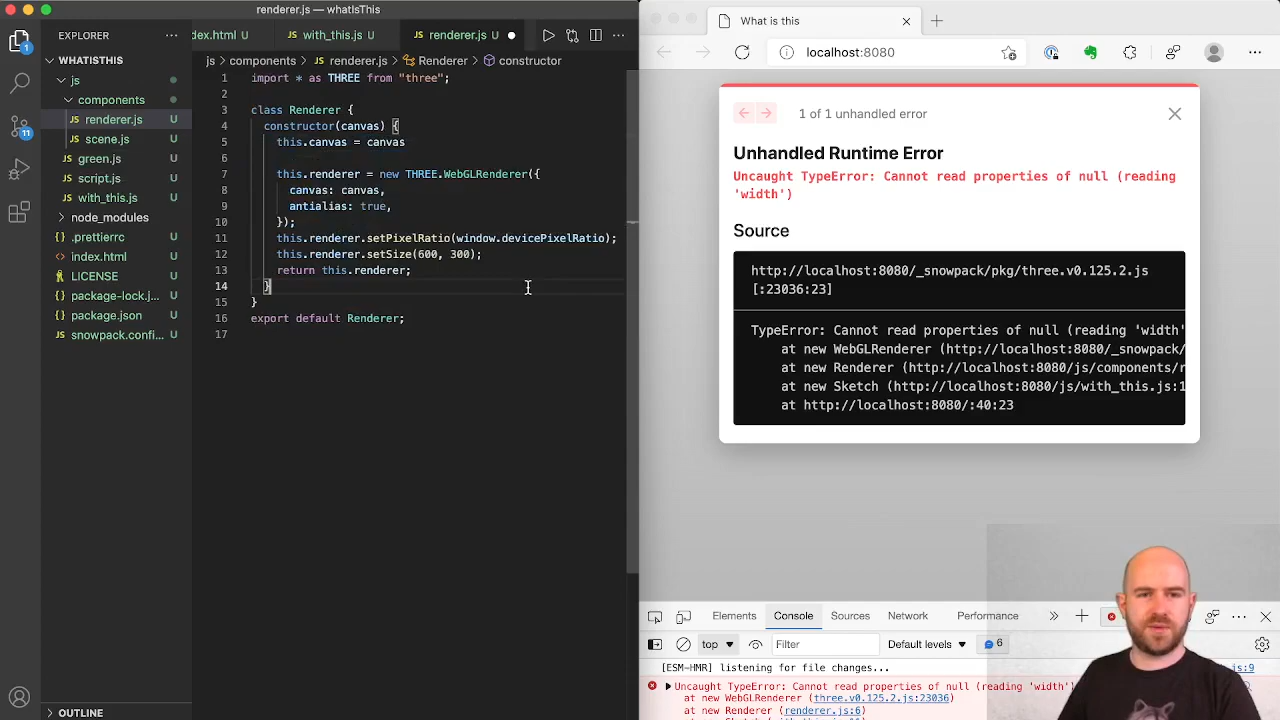 renderer.js — whatIsThis
What is this
EXPLORER
index.html U
with_this.js U
renderer.js U
localhost:8080
WHATISTHIS
js > components > renderer.js > Renderer > constructor
js
components
renderer.js U
scene.js U
green.js U
script.js U
with_this.js U
node_modules
.prettierrc U
index.html U
LICENSE U
package-lock.j... U
package.json U
snowpack.confi... U
OUTLINE
1
11
1 import * as THREE from "three";
2
3 class Renderer {
4 constructor(canvas) {
5 this.canvas = canvas
6
7 this.renderer = new THREE.WebGLRenderer({
8 canvas: canvas,
9 antialias: true,
10 });
11 this.renderer.setPixelRatio(window.devicePixelRatio);
12 this.renderer.setSize(600, 300);
13 return this.renderer;
14 }
15 }
16 export default Renderer;
17
1 of 1 unhandled error
Unhandled Runtime Error
Uncaught TypeError: Cannot read properties of null (reading
'width')
Source
http://localhost:8080/_snowpack/pkg/three.v0.125.2.js
[:23036:23]
TypeError: Cannot read properties of null (reading 'width'
at new WebGLRenderer (http://localhost:8080/_snowpack/
at new Renderer (http://localhost:8080/js/components/r
at new Sketch (http://localhost:8080/js/with_this.js:1
at http://localhost:8080/:40:23
Elements Console Sources Network Performance
top Filter Default levels 6
[ESM-HMR] listening for file changes... js:9
Uncaught TypeError: Cannot read properties of null (reading 'width')
at new WebGLRenderer (three.v0.125.2.js:23036)
at new Renderer (renderer.js:6)